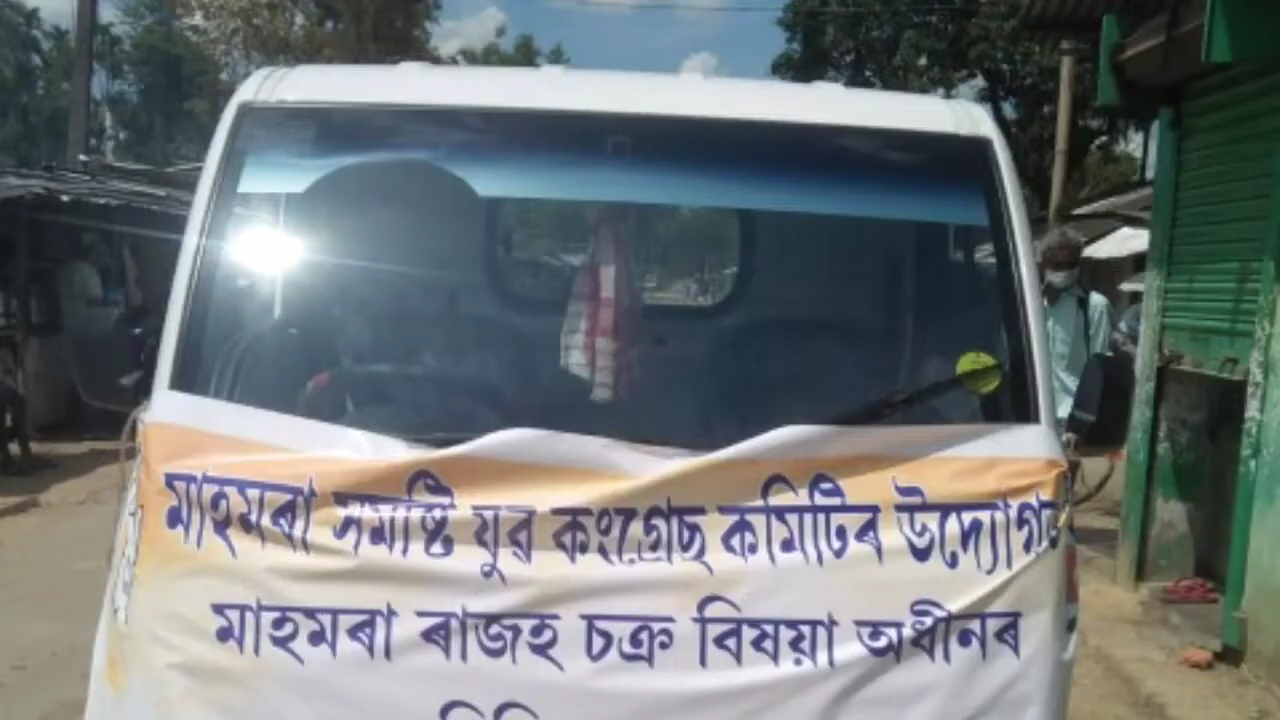 মাহমৰা সমষ্টি যুৱ কংগ্ৰেছ কমিটিৰ উদ্যোগত
মাহমৰা ৰাজহ চক্ৰ বিষয়া অধীনৰ